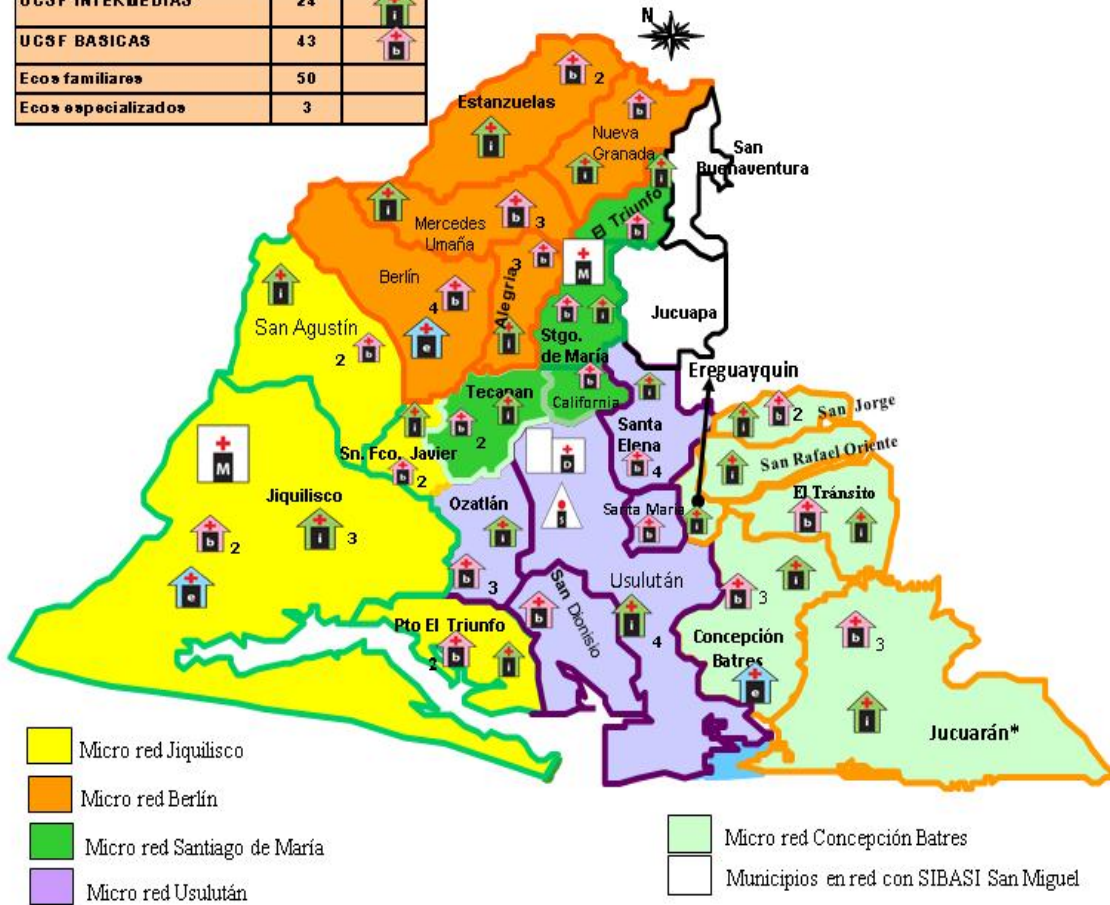 UCSF INTERMEDIAS 24 i
UCSF BASICAS 43 b
Ecos familiares 50
Ecos especializados 3
N
b 2
Estanzuelas
i
b
Nueva
Granada
i
i
San
Buenaventura
El Triunfo
b
i
Mercedes
Umaña
b 3
Berlín
4 b
e
Alegría
3 b
i
M
b i
Stgo.
de María
Jucuapa
i
San Agustín
2 b
Ereguayquin
Tecapan
b 2 i
b
California
i
Santa
Elena
b 4
i b 2
San Jorge
i
San Rafael Oriente
El Tránsito
b i
i
Sn. Fco. Javier
b 2
M
Jiquilisco
b 2
i 3
e
Ozatlán
i
b 3
D
s
Santa María
b
i
Usulután
i 4
San Dionisio
b
Pto El Triunfo
2 b i
b 3
i
Concepción
Batres
e
b 3
i
Jucuarán*
Micro red Jiquilisco
Micro red Berlín
Micro red Santiago de María
Micro red Usulután
Micro red Concepción Batres
Municipios en red con SIBASI San Miguel